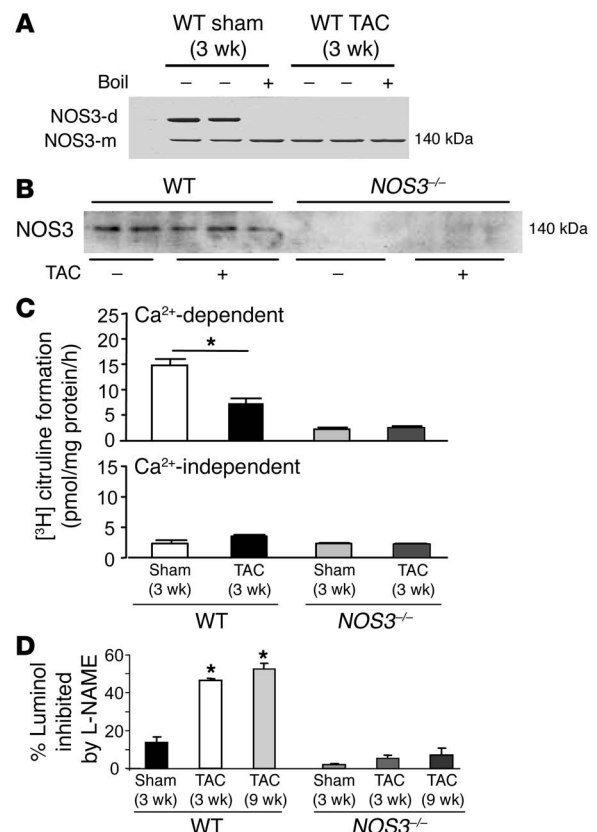 A
WT sham
(3 wk)
WT TAC
(3 wk)
Boil – – + – – +
NOS3-d
NOS3-m
140 kDa
B
WT
NOS3–/–
NOS3
140 kDa
TAC – + – +
C
Ca2+-dependent
*
25
20
15
10
5
0
Ca2+-independent
15
10
5
0
[3H] citruline formation
(pmol/mg protein/h)
Sham
(3 wk)
TAC
(3 wk)
Sham
(3 wk)
TAC
(3 wk)
WT
NOS3–/–
D
% Luminol
inhibited
by L-NAME
60
40
20
0
*
*
Sham
(3 wk)
TAC
(3 wk)
TAC
(9 wk)
Sham
(3 wk)
TAC
(3 wk)
TAC
(9 wk)
WT
NOS3–/–